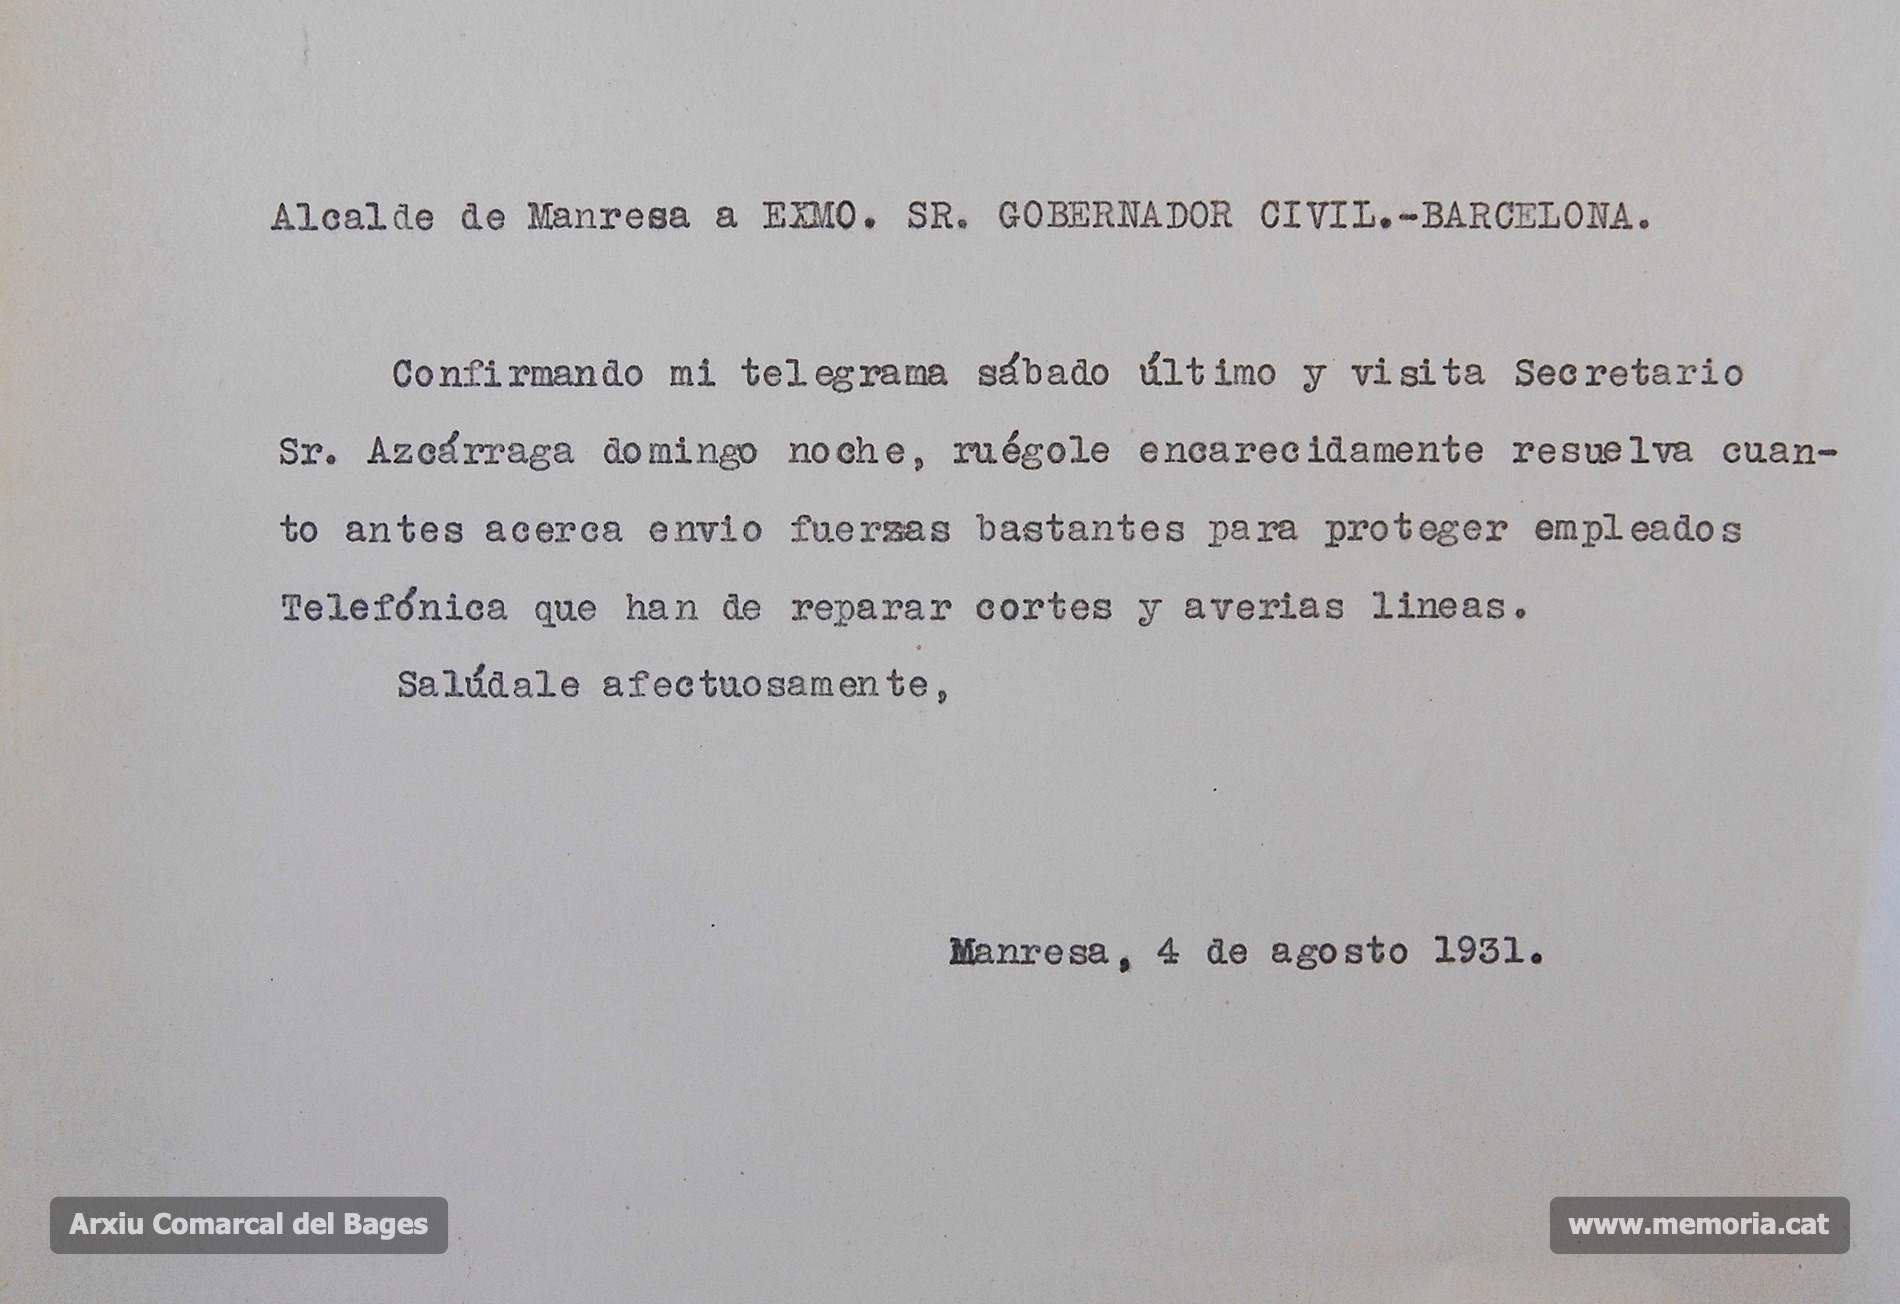 Alcalde de Manresa a EXMO. SR. GOBERNADOR CIVIL.-BARCELONA.
Confirmando mi telegrama sábado último y visita Secretario
Sr. Azcárraga domingo noche, ruégole encarecidamente resuelva cuan-
to antes acerca envio fuerzas bastantes para proteger empleados
Telefónica que han de reparar cortes y averias lineas.
Salúdale afectuosamente,
Manresa, 4 de agosto 1931.
Arxiu Comarcal del Bages
www.memoria.cat